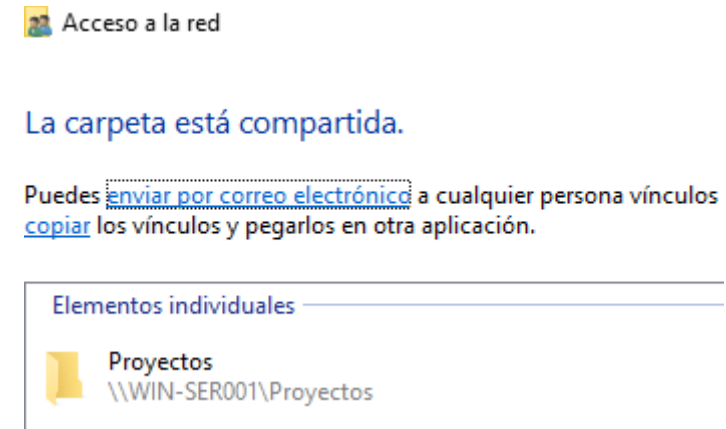 Acceso a la red
La carpeta está compartida.
Puedes enviar por correo electrónico a cualquier persona vínculos
copiar los vínculos y pegarlos en otra aplicación.
Elementos individuales
Proyectos
\\WIN-SER001\Proyectos